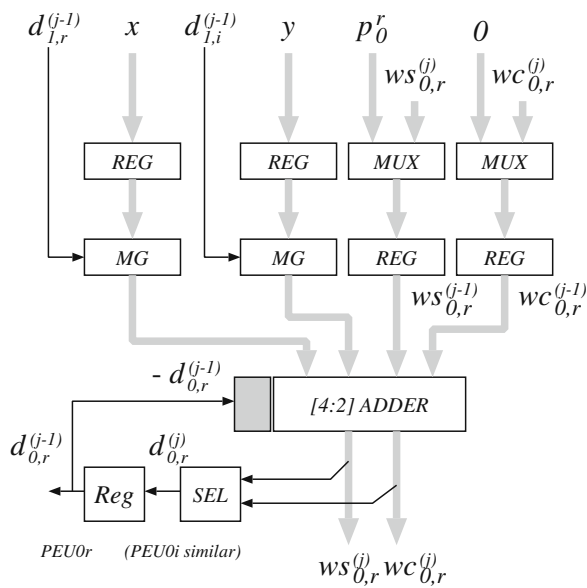 d_{1,r}^{(j-1)} x d_{1,i}^{(j-1)} y p_0^r 0
ws_{0,r}^{(j)} wc_{0,r}^{(j)}
REG REG MUX MUX
MG MG REG REG
ws_{0,r}^{(j-1)} wc_{0,r}^{(j-1)}
- d_{0,r}^{(j-1)}
[4:2] ADDER
d_{0,r}^{(j-1)} d_{0,r}^{(j)}
Reg SEL
PEU0r (PEU0i similar)
ws_{0,r}^{(j)} wc_{0,r}^{(j)}